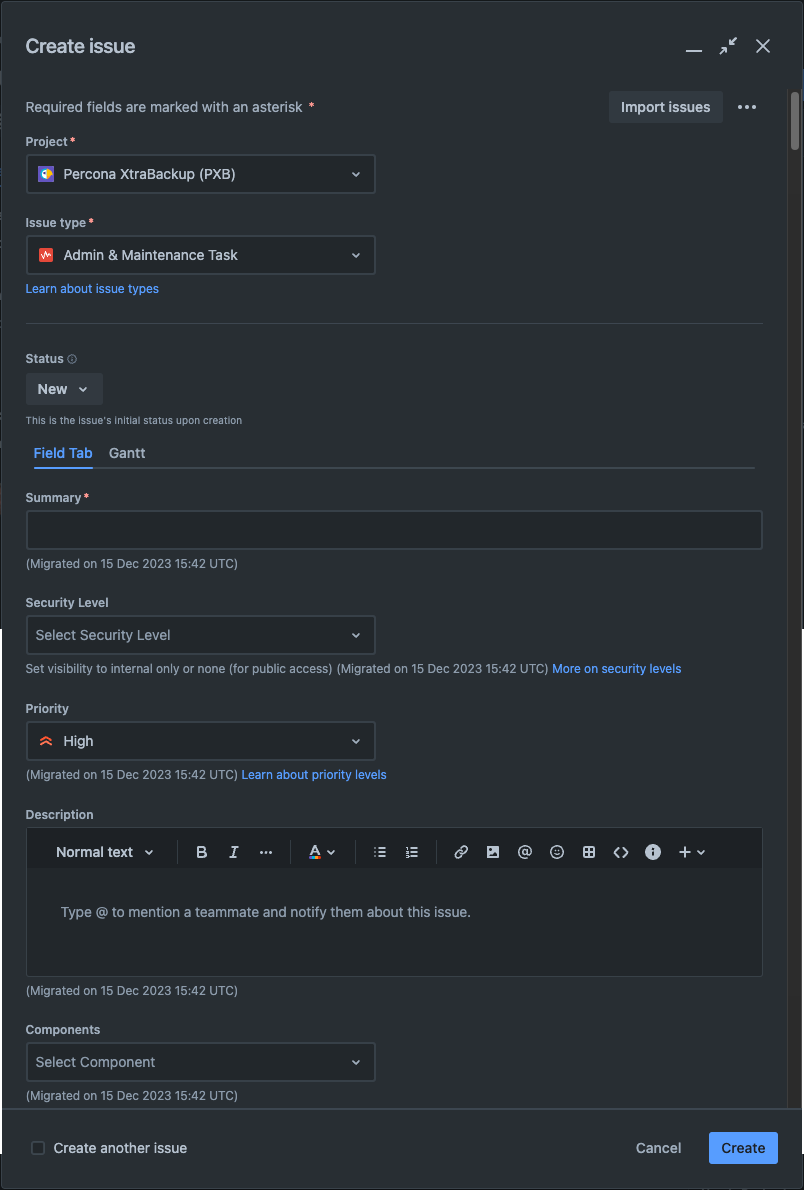 Create issue
Required fields are marked with an asterisk *
Import issues
Project*
Percona XtraBackup (PXB)
Issue type*
Admin & Maintenance Task
Learn about issue types
Status
New
This is the issue's initial status upon creation
Field Tab Gantt
Summary*
(Migrated on 15 Dec 2023 15:42 UTC)
Security Level
Select Security Level
Set visibility to internal only or none (for public access) (Migrated on 15 Dec 2023 15:42 UTC) More on security levels
Priority
High
(Migrated on 15 Dec 2023 15:42 UTC) Learn about priority levels
Description
Normal text B I A
Type @ to mention a teammate and notify them about this issue.
(Migrated on 15 Dec 2023 15:42 UTC)
Components
Select Component
(Migrated on 15 Dec 2023 15:42 UTC)
Create another issue
Cancel
Create